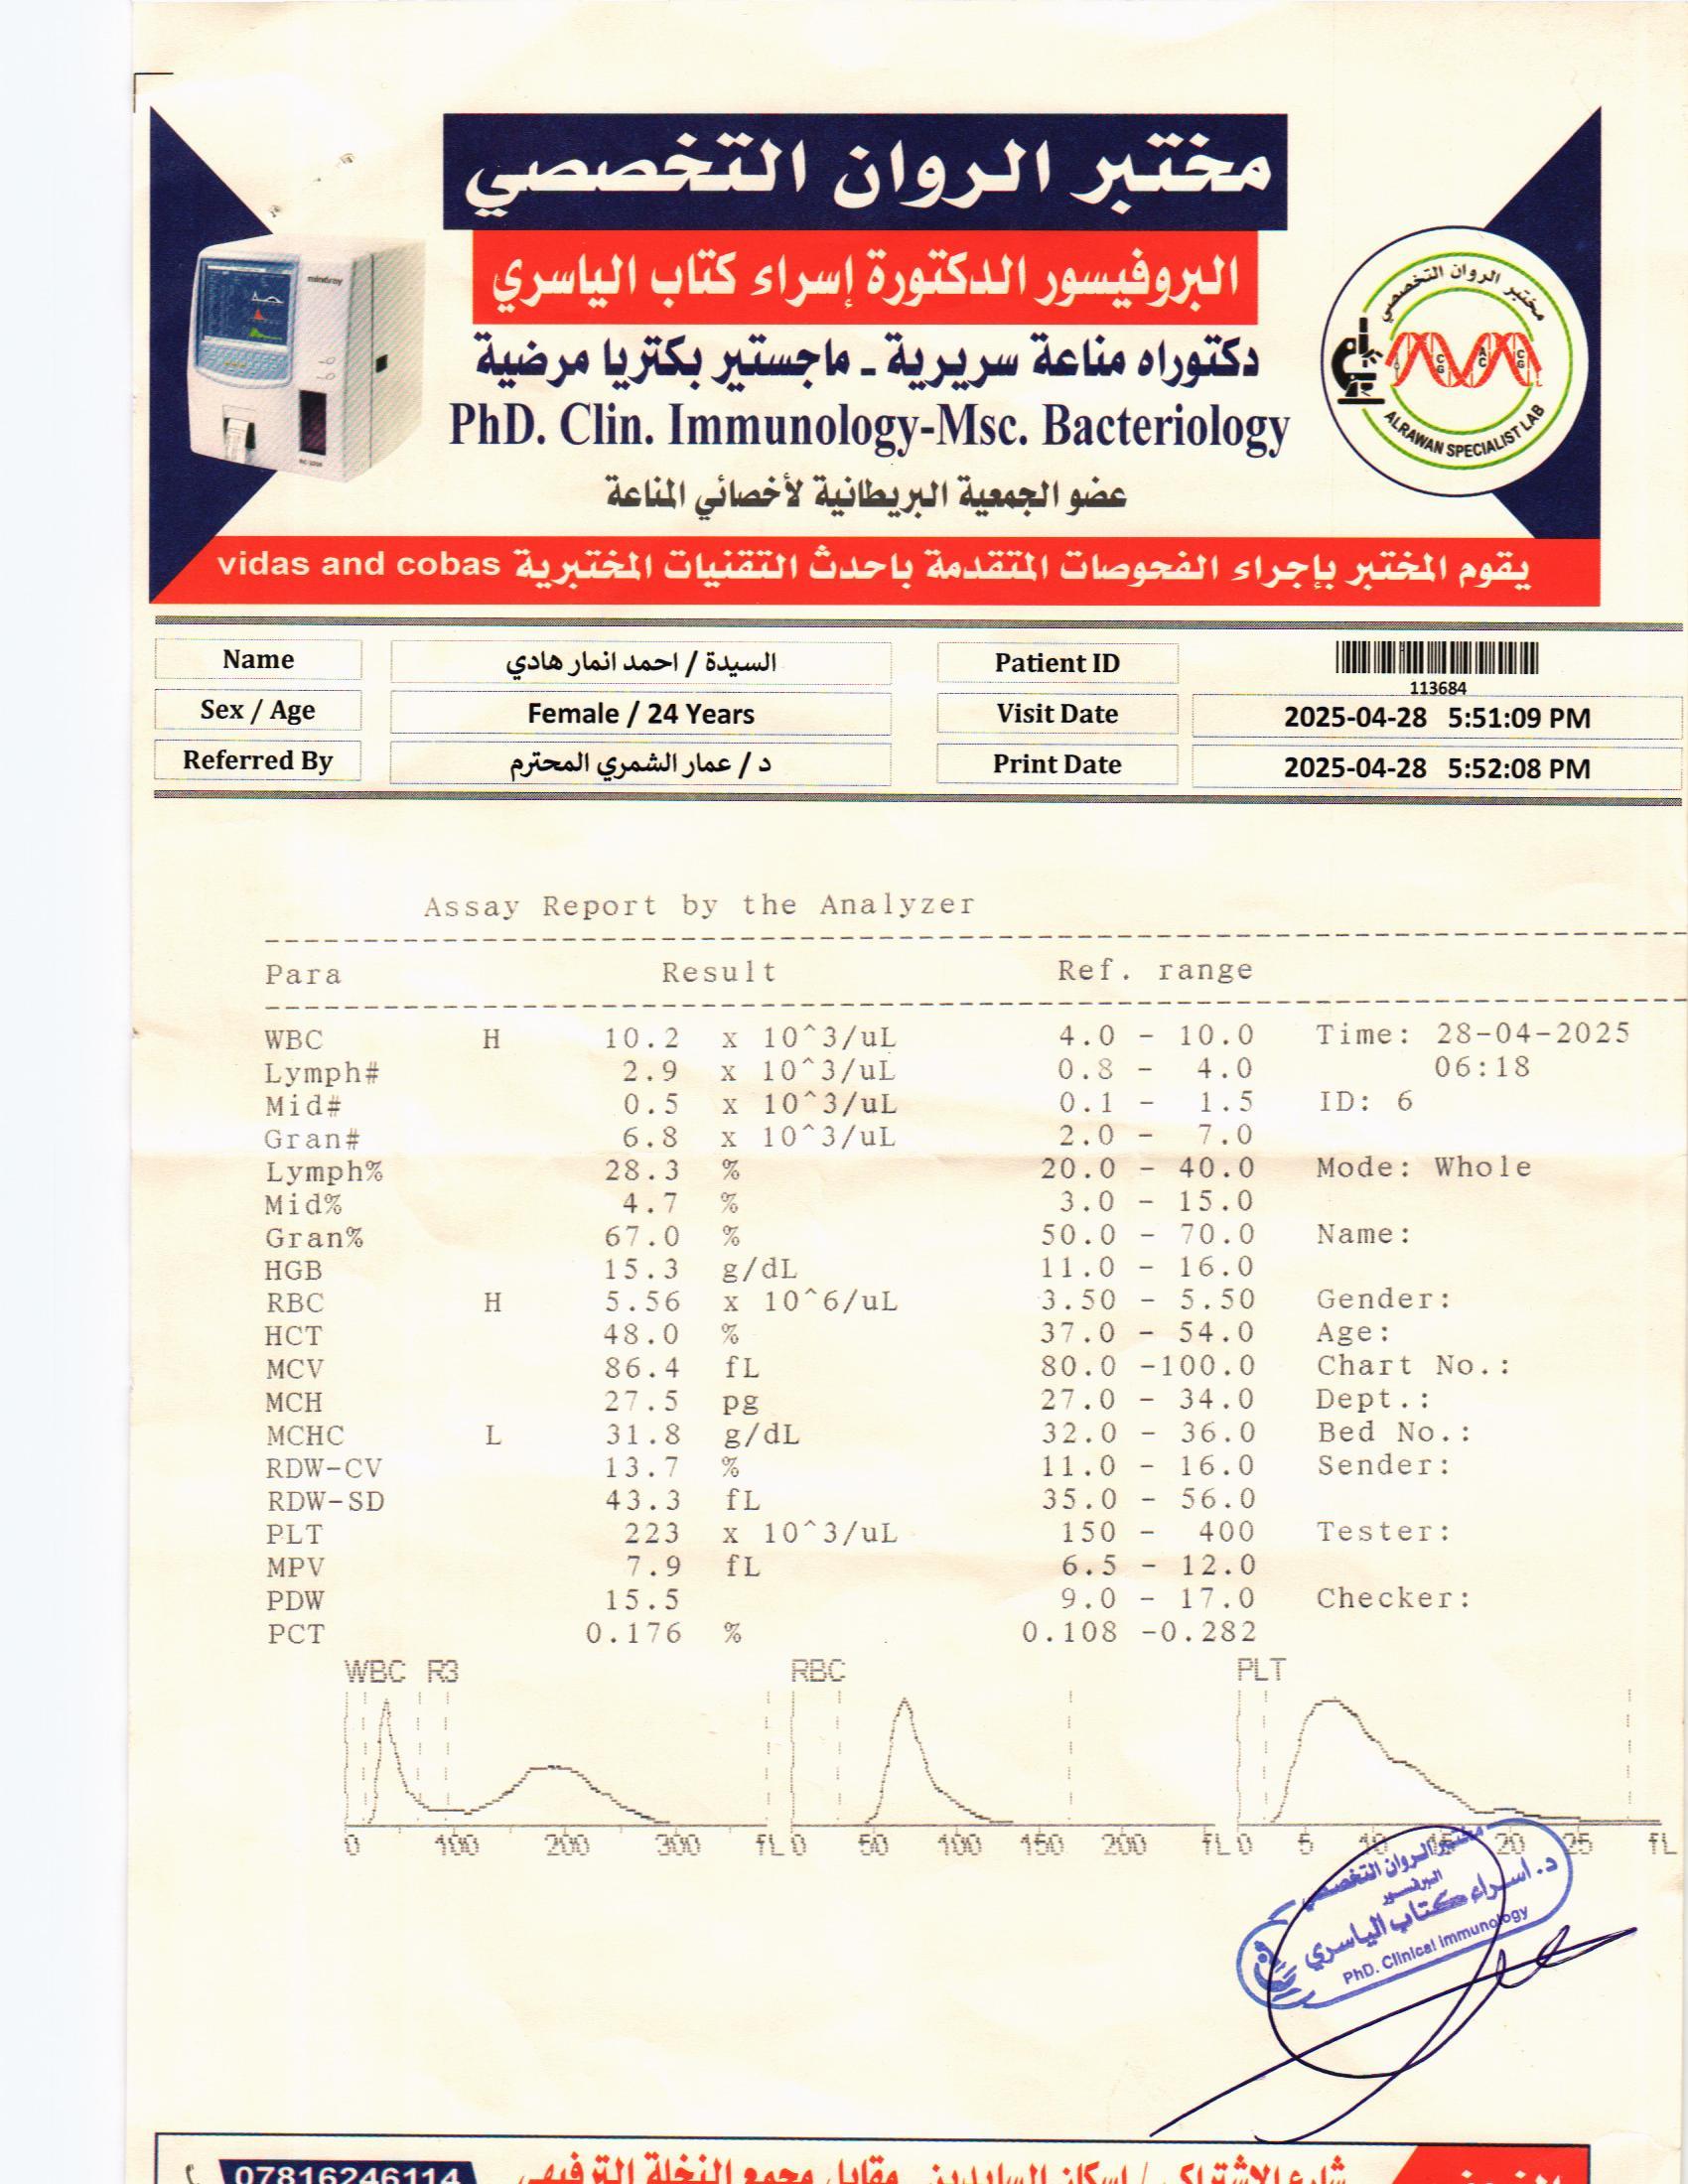 مختبر الروان التخصصي
البروفيسور الدكتورة إسراء كتاب الياسري
دكتوراه مناعة سريرية ـ ماجستير بكتريا مرضية
PhD. Clin. Immunology-Msc. Bacteriology
عضو الجمعية البريطانية لأخصائي المناعة
يقوم المختبر بإجراء الفحوصات المتقدمة باحدث التقنيات المختبرية vidas and cobas
mindray
مختبر الروان التخصصي
ALRAWAN SPECIALIST LAB
Name السيدة / احمد انمار هادي Patient ID 113684
Sex / Age Female / 24 Years Visit Date 2025-04-28 5:51:09 PM
Referred By د / عمار الشمري المحترم Print Date 2025-04-28 5:52:08 PM
Assay Report by the Analyzer
Para Result Ref. range
WBC H 10.2 x 10^3/uL 4.0 - 10.0 Time: 28-04-2025
Lymph# 2.9 x 10^3/uL 0.8 - 4.0 06:18
Mid# 0.5 x 10^3/uL 0.1 - 1.5 ID: 6
Gran# 6.8 x 10^3/uL 2.0 - 7.0
Lymph% 28.3 % 20.0 - 40.0 Mode: Whole
Mid% 4.7 % 3.0 - 15.0
Gran% 67.0 % 50.0 - 70.0 Name:
HGB 15.3 g/dL 11.0 - 16.0
RBC H 5.56 x 10^6/uL 3.50 - 5.50 Gender:
HCT 48.0 % 37.0 - 54.0 Age:
MCV 86.4 fL 80.0 -100.0 Chart No.:
MCH 27.5 pg 27.0 - 34.0 Dept.:
MCHC L 31.8 g/dL 32.0 - 36.0 Bed No.:
RDW-CV 13.7 % 11.0 - 16.0 Sender:
RDW-SD 43.3 fL 35.0 - 56.0
PLT 223 x 10^3/uL 150 - 400 Tester:
MPV 7.9 fL 6.5 - 12.0
PDW 15.5 9.0 - 17.0 Checker:
PCT 0.176 % 0.108 -0.282
WBC R3 RBC PLT
0 100 200 300 fL 0 50 100 150 200 fL 0 5 10 15 20 25 fL
مختبر الروان التخصصي
البروفسور
د. اسراء كتاب الياسري
PhD. Clinical Immunology
07816246114 شارع الاشتراكي / اسكان السايدين ـ مقابل مجمع النخلة الترفيهي